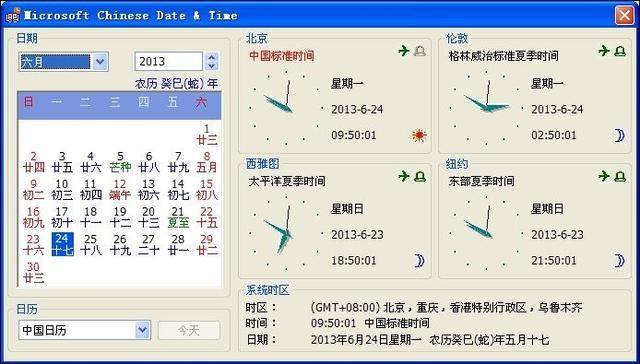 Microsoft Chinese Date & Time
日期
六月
2013
农历 癸巳(蛇) 年
日 一 二 三 四 五 六
1
廿三
2 3 4 5 6 7 8
廿四 廿五 廿六 芒种 廿八 廿九 五月
9 10 11 12 13 14 15
初二 初三 初四 端午 初六 初七 初八
16 17 18 19 20 21 22
初九 初十 十一 十二 十三 夏至 十五
23 24 25 26 27 28 29
十六 十七 十八 十九 二十 廿一 廿二
30
廿三
日历
中国日历
今天
北京
中国标准时间
星期一
2013-6-24
09:50:01
伦敦
格林威治标准夏季时间
星期一
2013-6-24
02:50:01
西雅图
太平洋夏季时间
星期日
2013-6-23
18:50:01
纽约
东部夏季时间
星期日
2013-6-23
21:50:01
系统时区
时区： (GMT+08:00) 北京，重庆，香港特别行政区，乌鲁木齐
时间： 09:50:01 中国标准时间
日期： 2013年6月24日星期一 农历癸巳(蛇)年五月十七